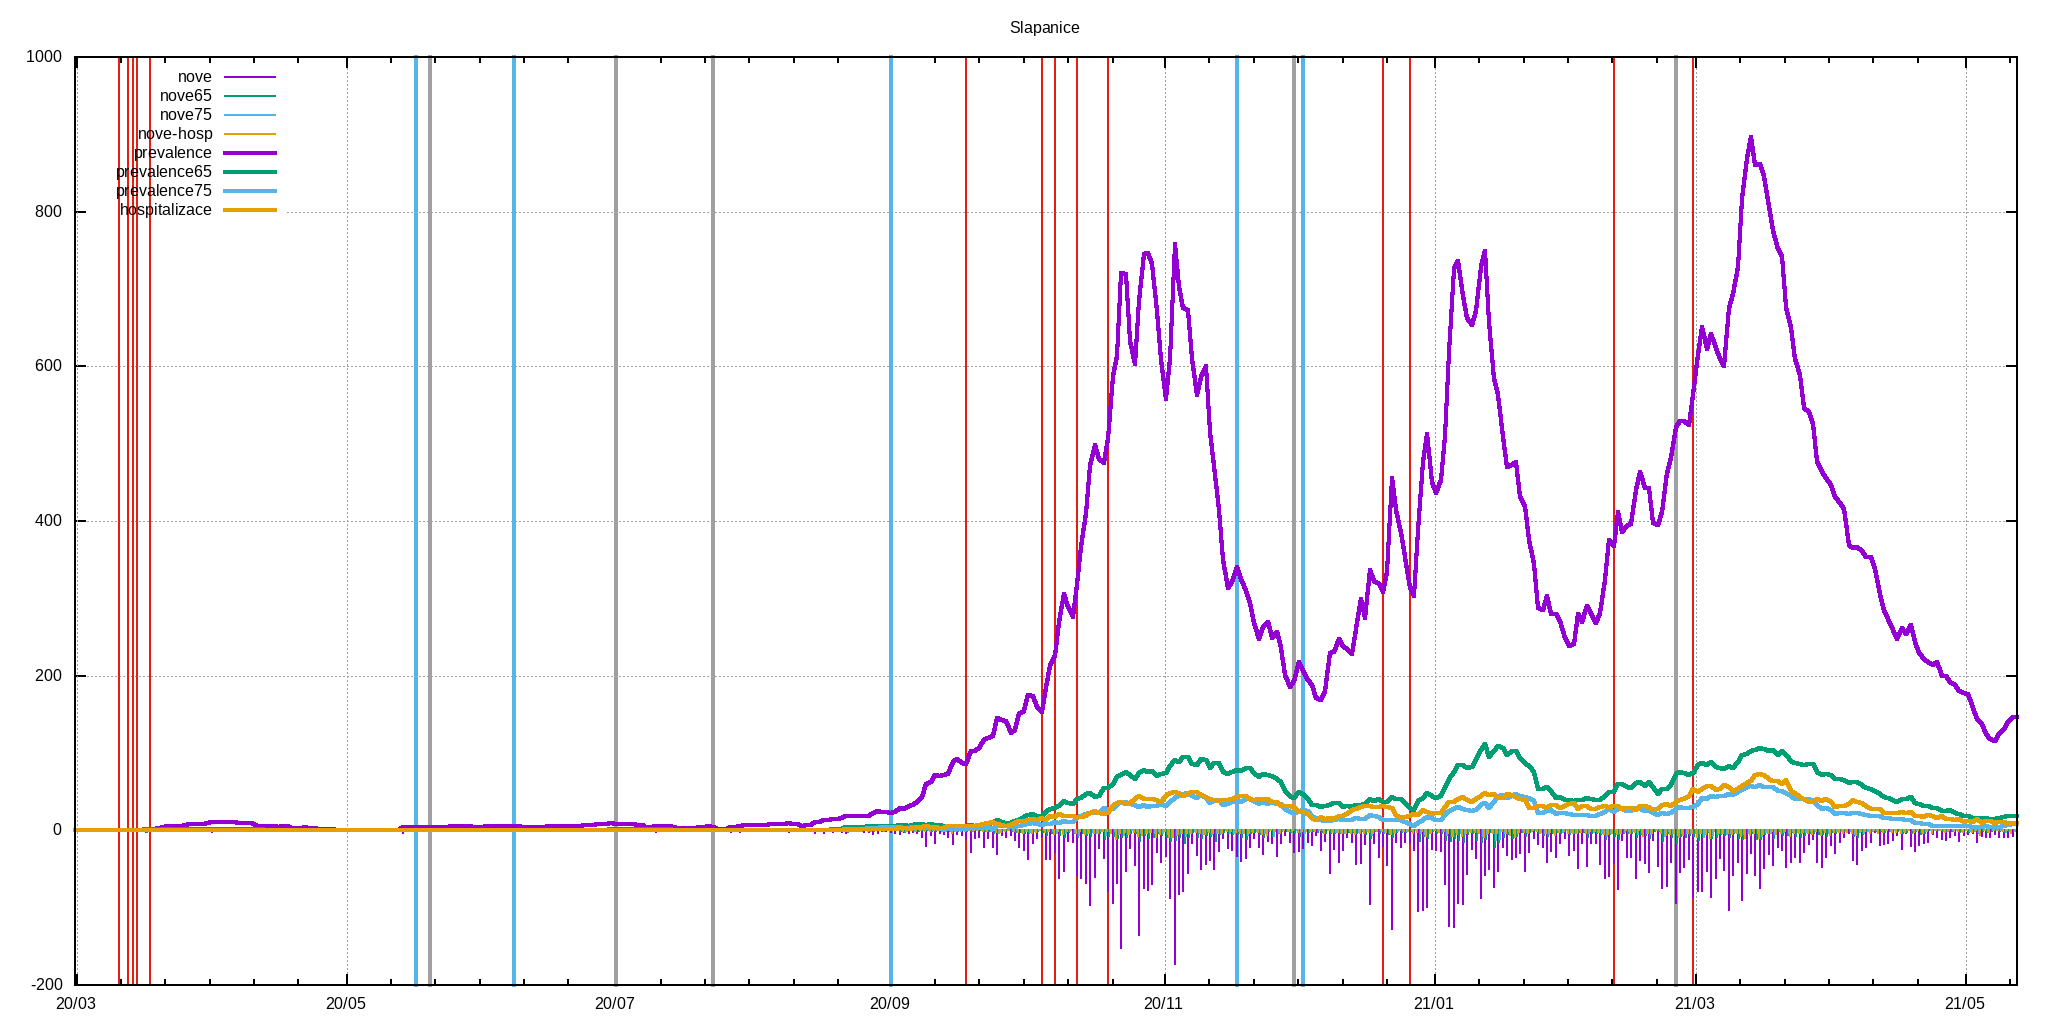 Slapanice
1000
nove
nove65
nove75
nove-hosp
prevalence
prevalence65
prevalence75
hospitalizace
800
600
400
200
0
-200
20/03 20/05 20/07 20/09 20/11 21/01 21/03 21/05